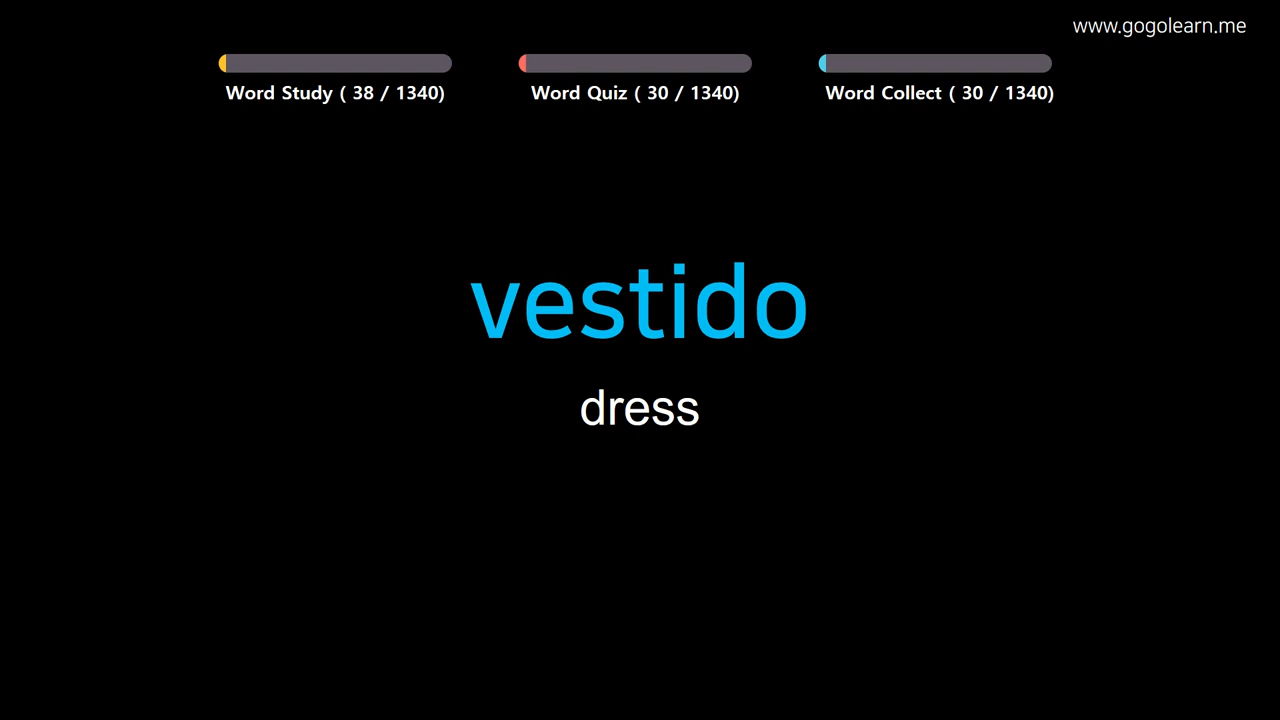 www.gogolearn.me
Word Study ( 38 / 1340)
Word Quiz ( 30 / 1340)
Word Collect ( 30 / 1340)
vestido
dress